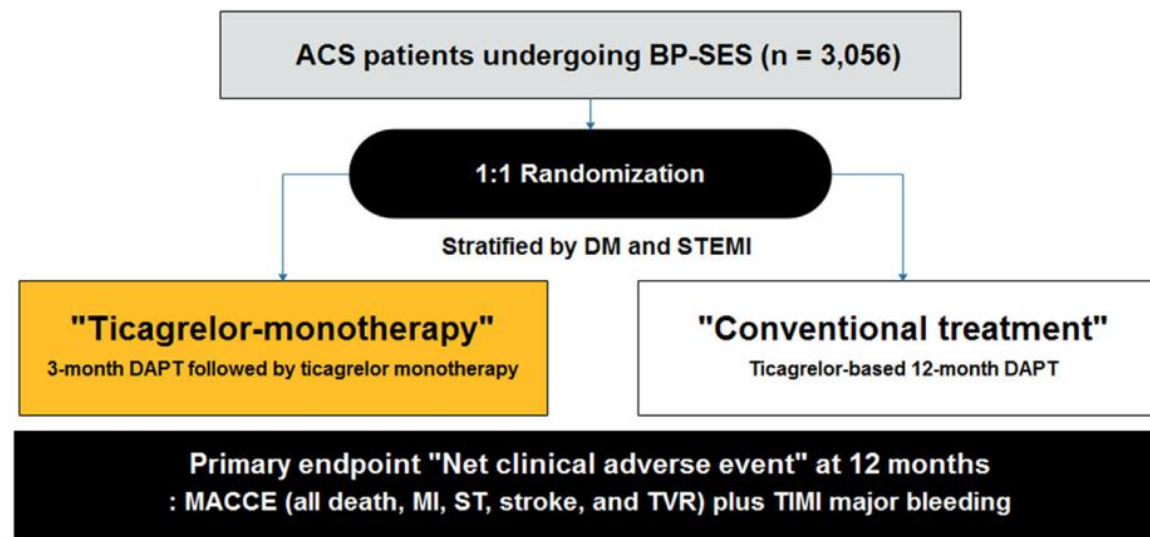 ACS patients undergoing BP-SES (n = 3,056)
1:1 Randomization
Stratified by DM and STEMI
"Ticagrelor-monotherapy"
3-month DAPT followed by ticagrelor monotherapy
"Conventional treatment"
Ticagrelor-based 12-month DAPT
Primary endpoint "Net clinical adverse event" at 12 months
: MACCE (all death, MI, ST, stroke, and TVR) plus TIMI major bleeding